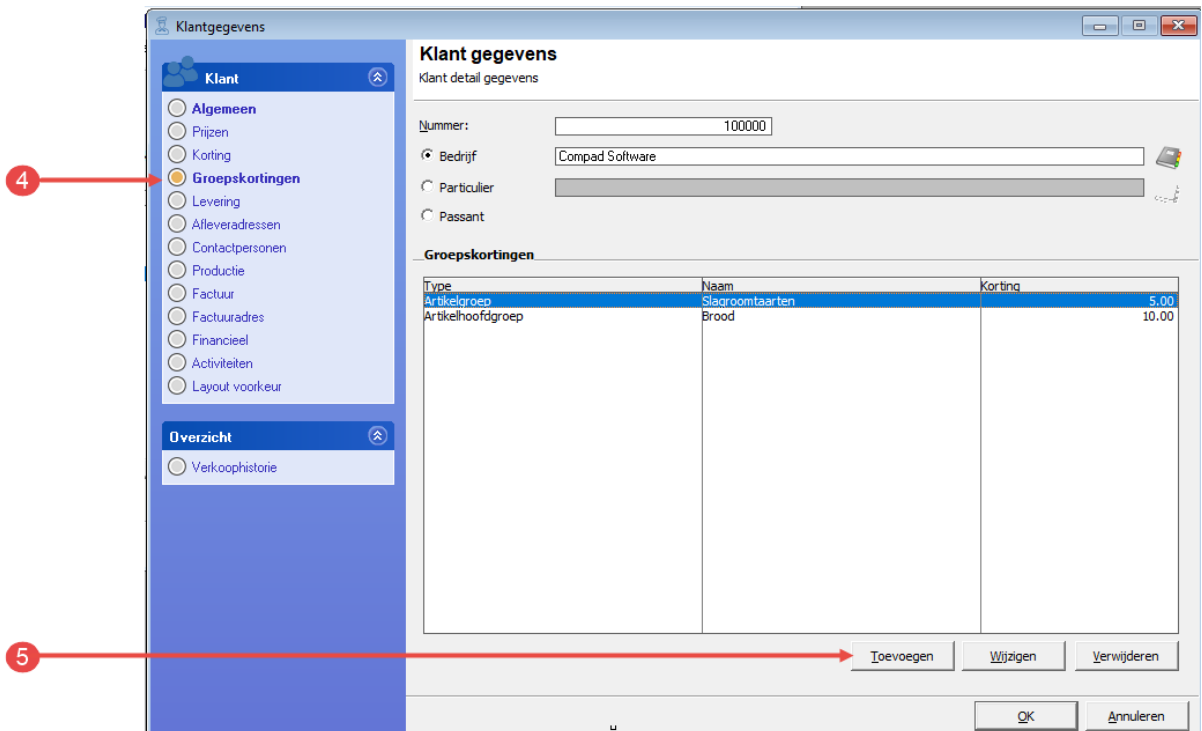 Klantgegevens
Klant
Algemeen
Prijzen
Korting
4
Groepskortingen
Levering
Afleveradressen
Contactpersonen
Productie
Factuur
Factuuradres
Financieel
Activiteiten
Layout voorkeur
Overzicht
Verkoophistorie
Klant gegevens
Klant detail gegevens
Nummer: 100000
Bedrijf Compad Software
Particulier
Passant
Groepskortingen
Type Naam Korting
Artikelgroep Slagroomtaarten 5.00
Artikelhoofdgroep Brood 10.00
5
Toevoegen Wijzigen Verwijderen
OK Annuleren